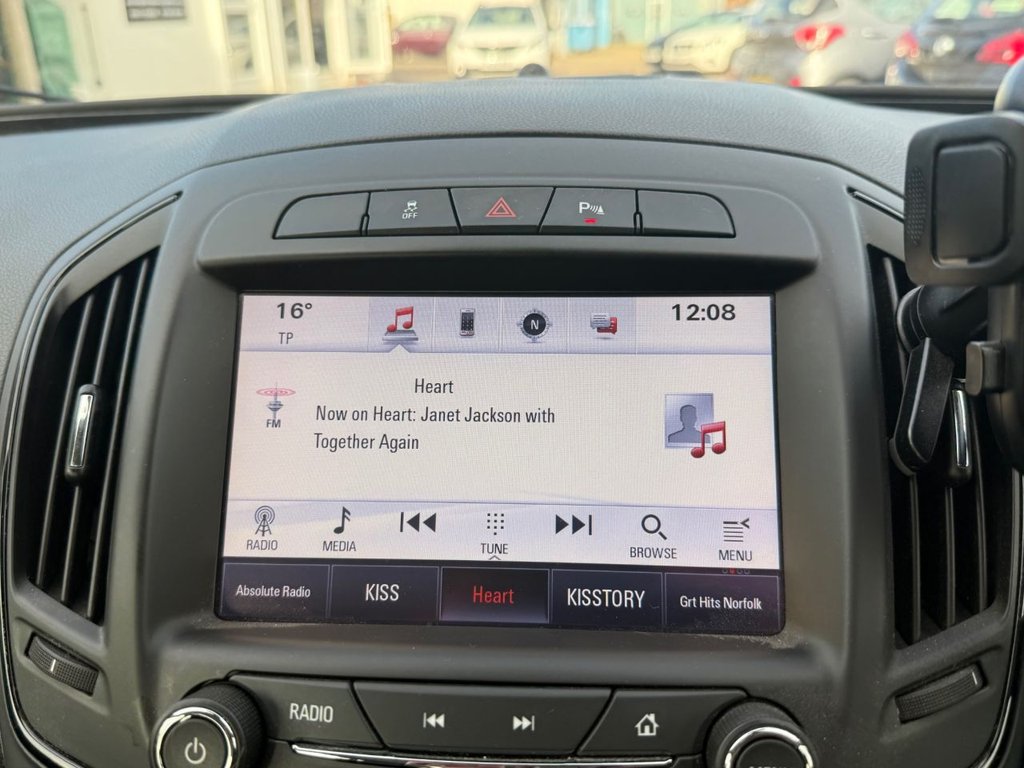 OFF
P
16°
TP
N
12:08
FM
Heart
Now on Heart: Janet Jackson with
Together Again
RADIO
MEDIA
TUNE
BROWSE
MENU
Absolute Radio
KISS
Heart
KISSTORY
Grt Hits Norfolk
RADIO